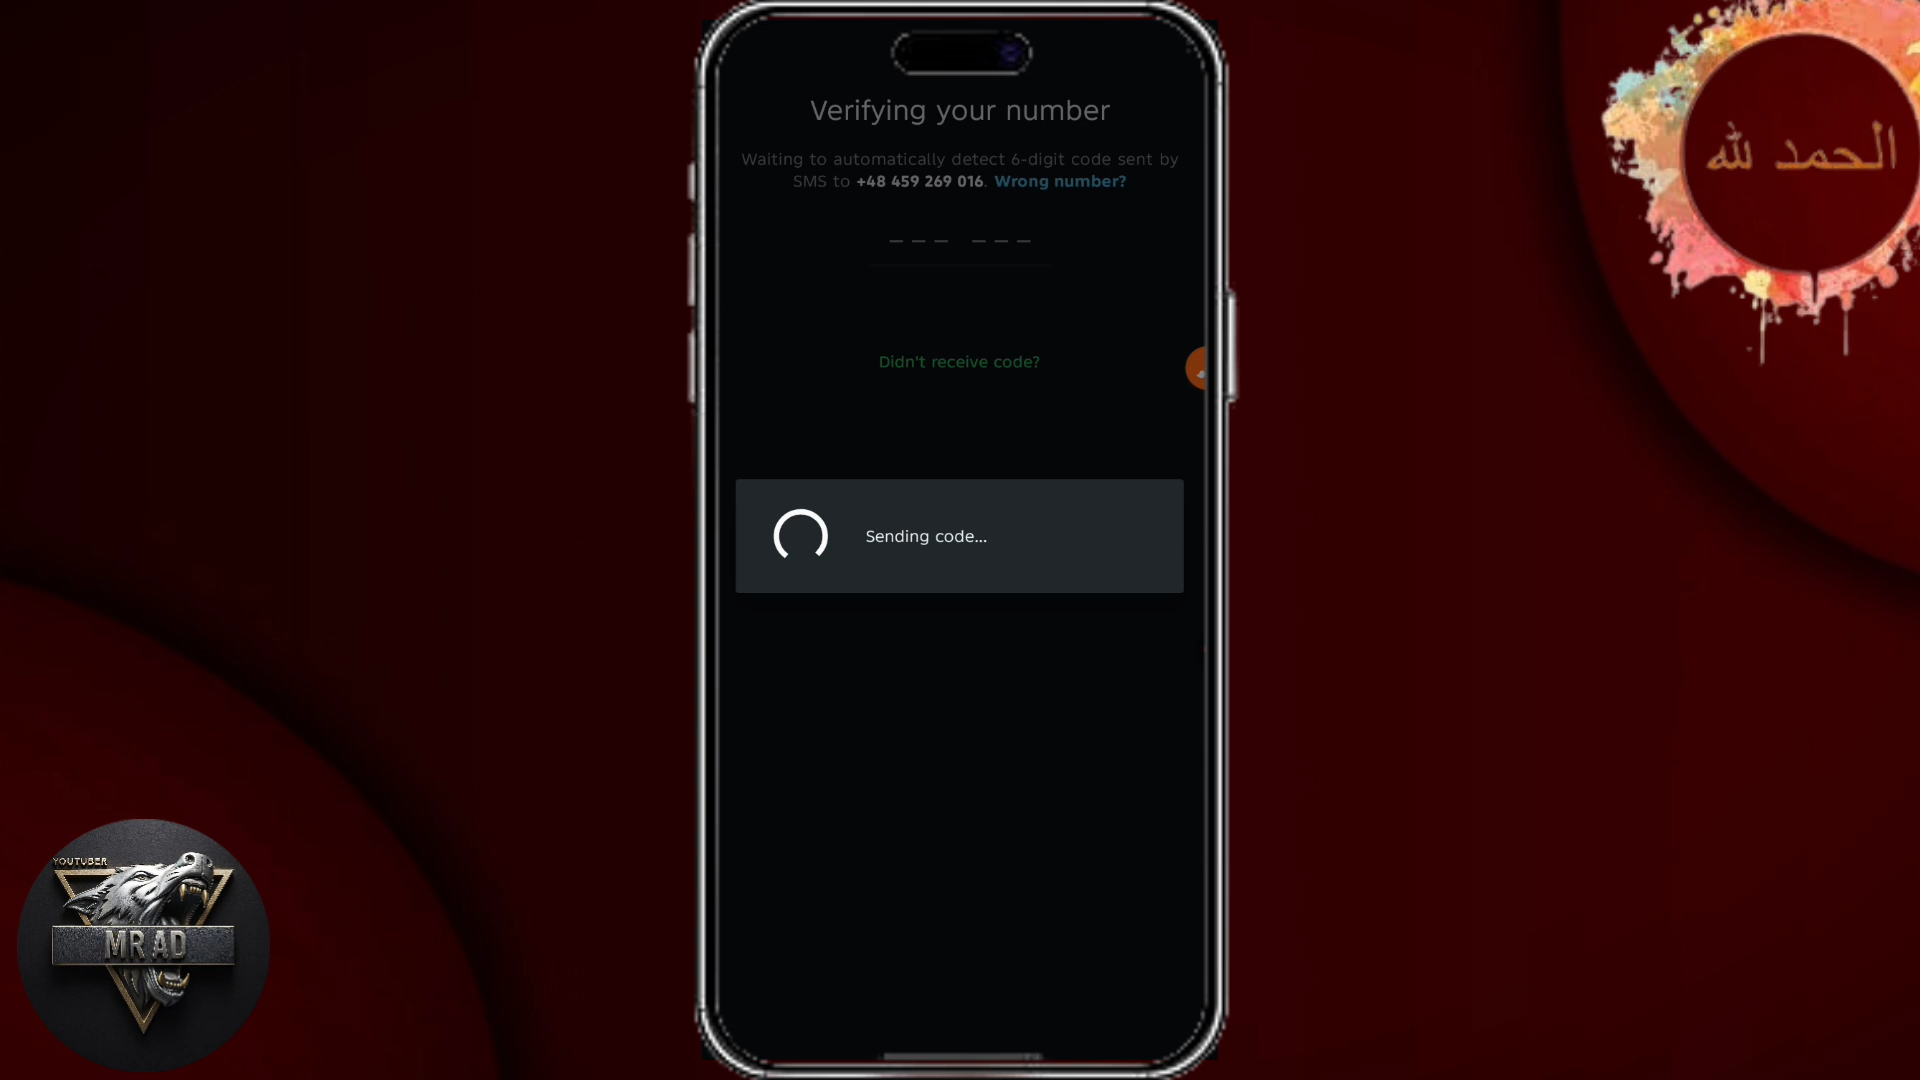 Verifying your number
Waiting to automatically detect 6-digit code sent by
SMS to +48 459 269 016. Wrong number?
Didn't receive code?
Sending code...
الحمد لله
YOUTUBER
MR AD